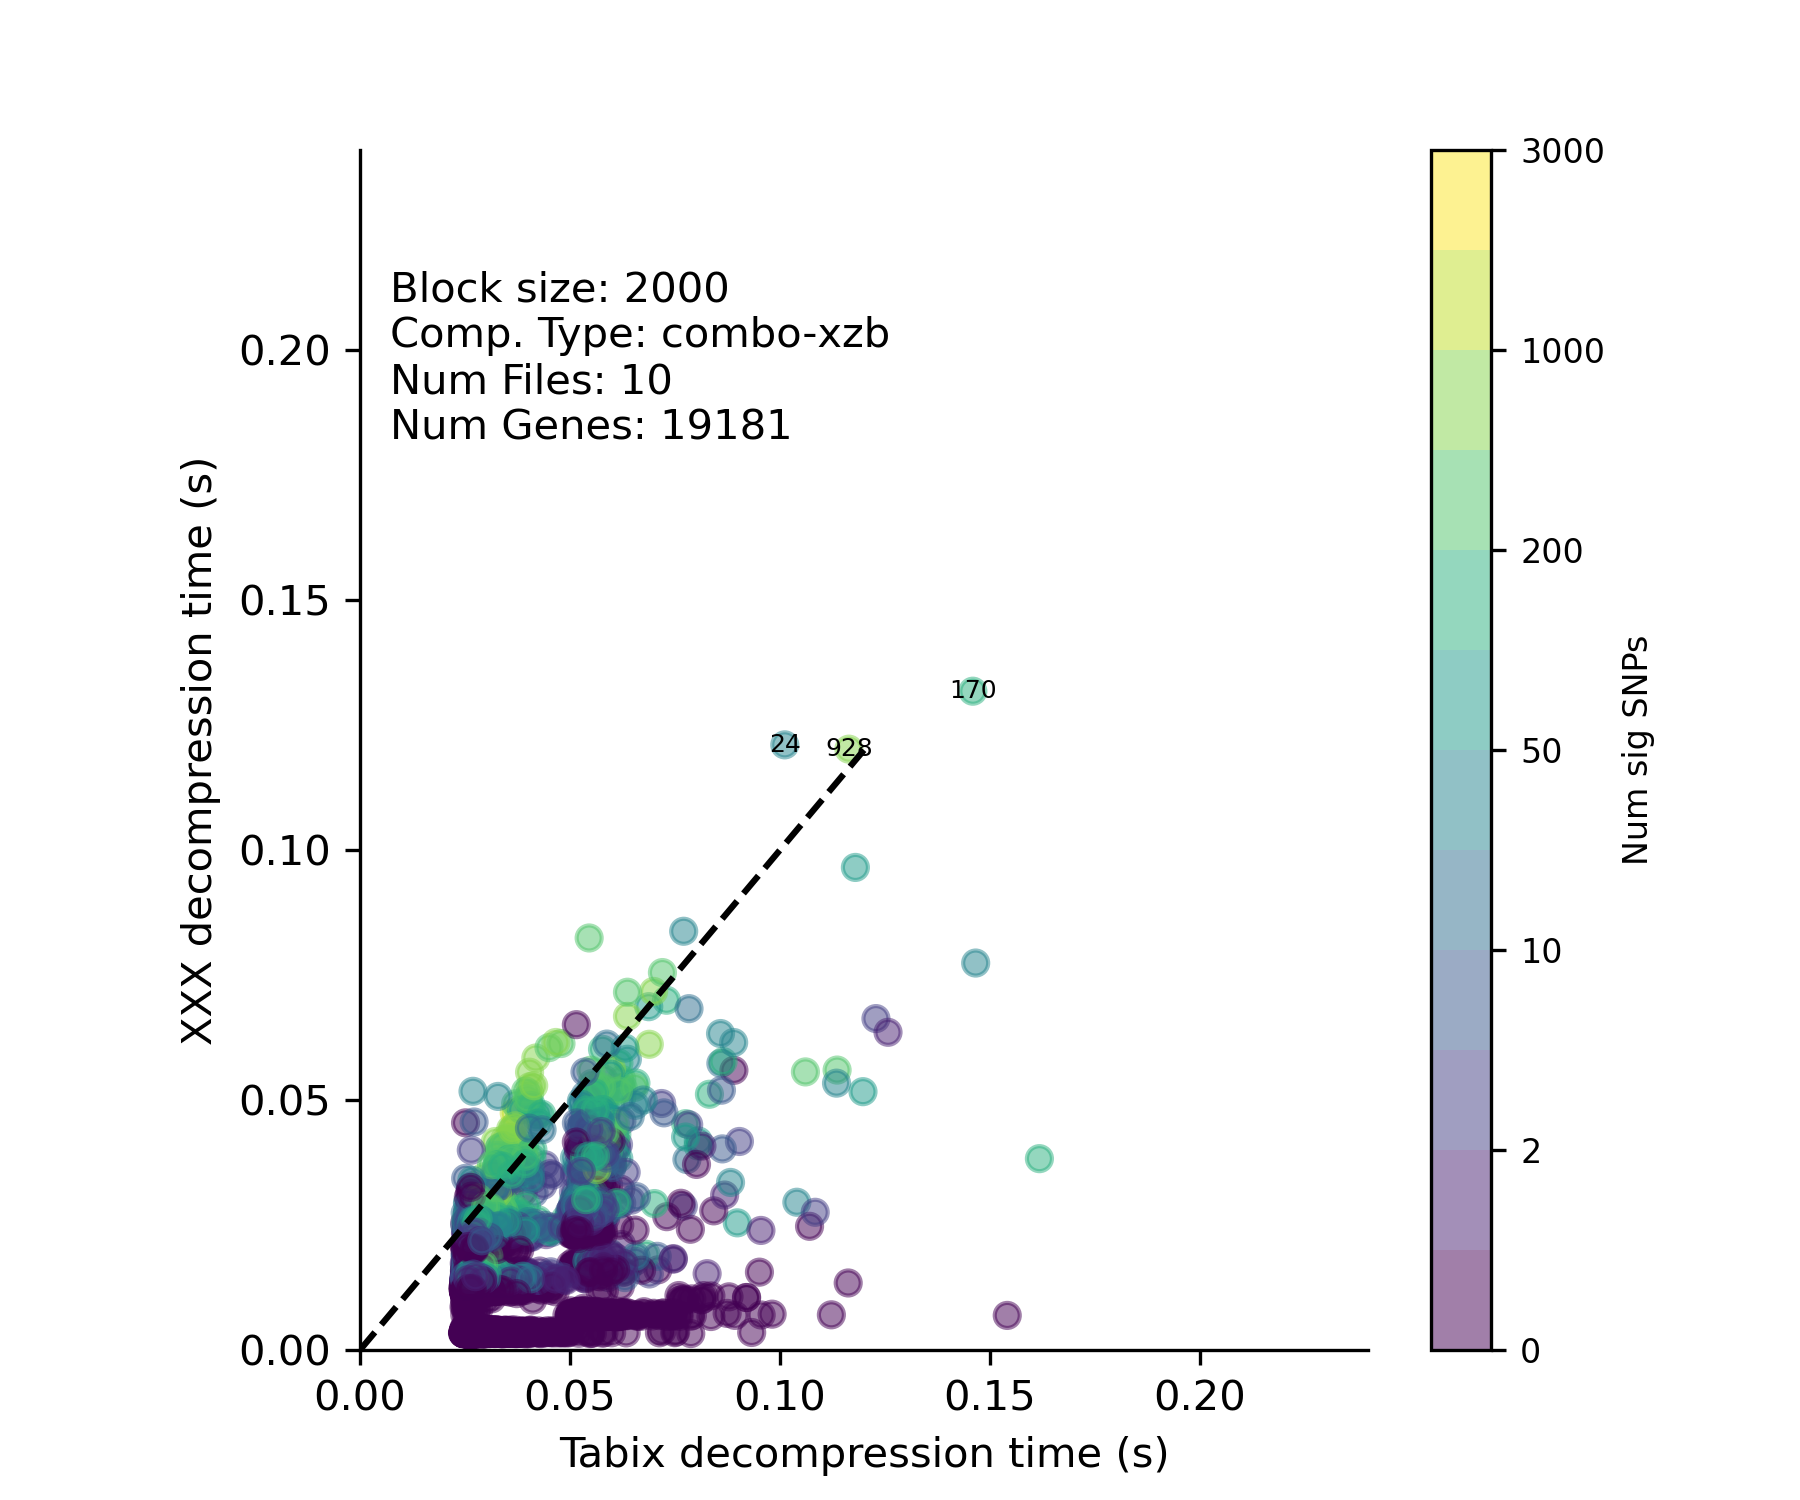 Block size: 2000
Comp. Type: combo-xzb
Num Files: 10
Num Genes: 19181
XXX decompression time (s)
0.20
0.15
0.10
0.05
0.00
170
24
928
0.00
0.05
0.10
0.15
0.20
Tabix decompression time (s)
3000
1000
200
50
10
2
0
Num sig SNPs